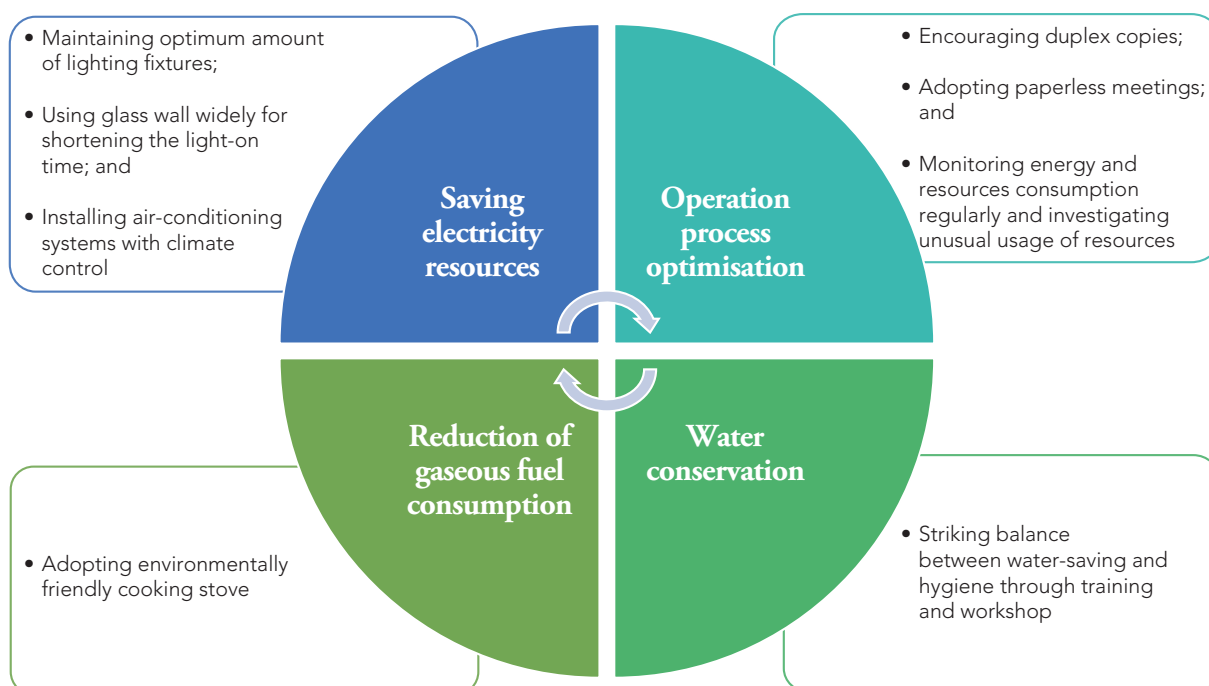 • Maintaining optimum amount
of lighting fixtures;
• Using glass wall widely for
shortening the light-on
time; and
• Installing air-conditioning
systems with climate
control
Saving
electricity
resources
Operation
process
optimisation
• Encouraging duplex copies;
• Adopting paperless meetings;
and
• Monitoring energy and
resources consumption
regularly and investigating
unusual usage of resources
• Adopting environmentally
friendly cooking stove
Reduction of
gaseous fuel
consumption
Water
conservation
• Striking balance
between water-saving and
hygiene through training
and workshop